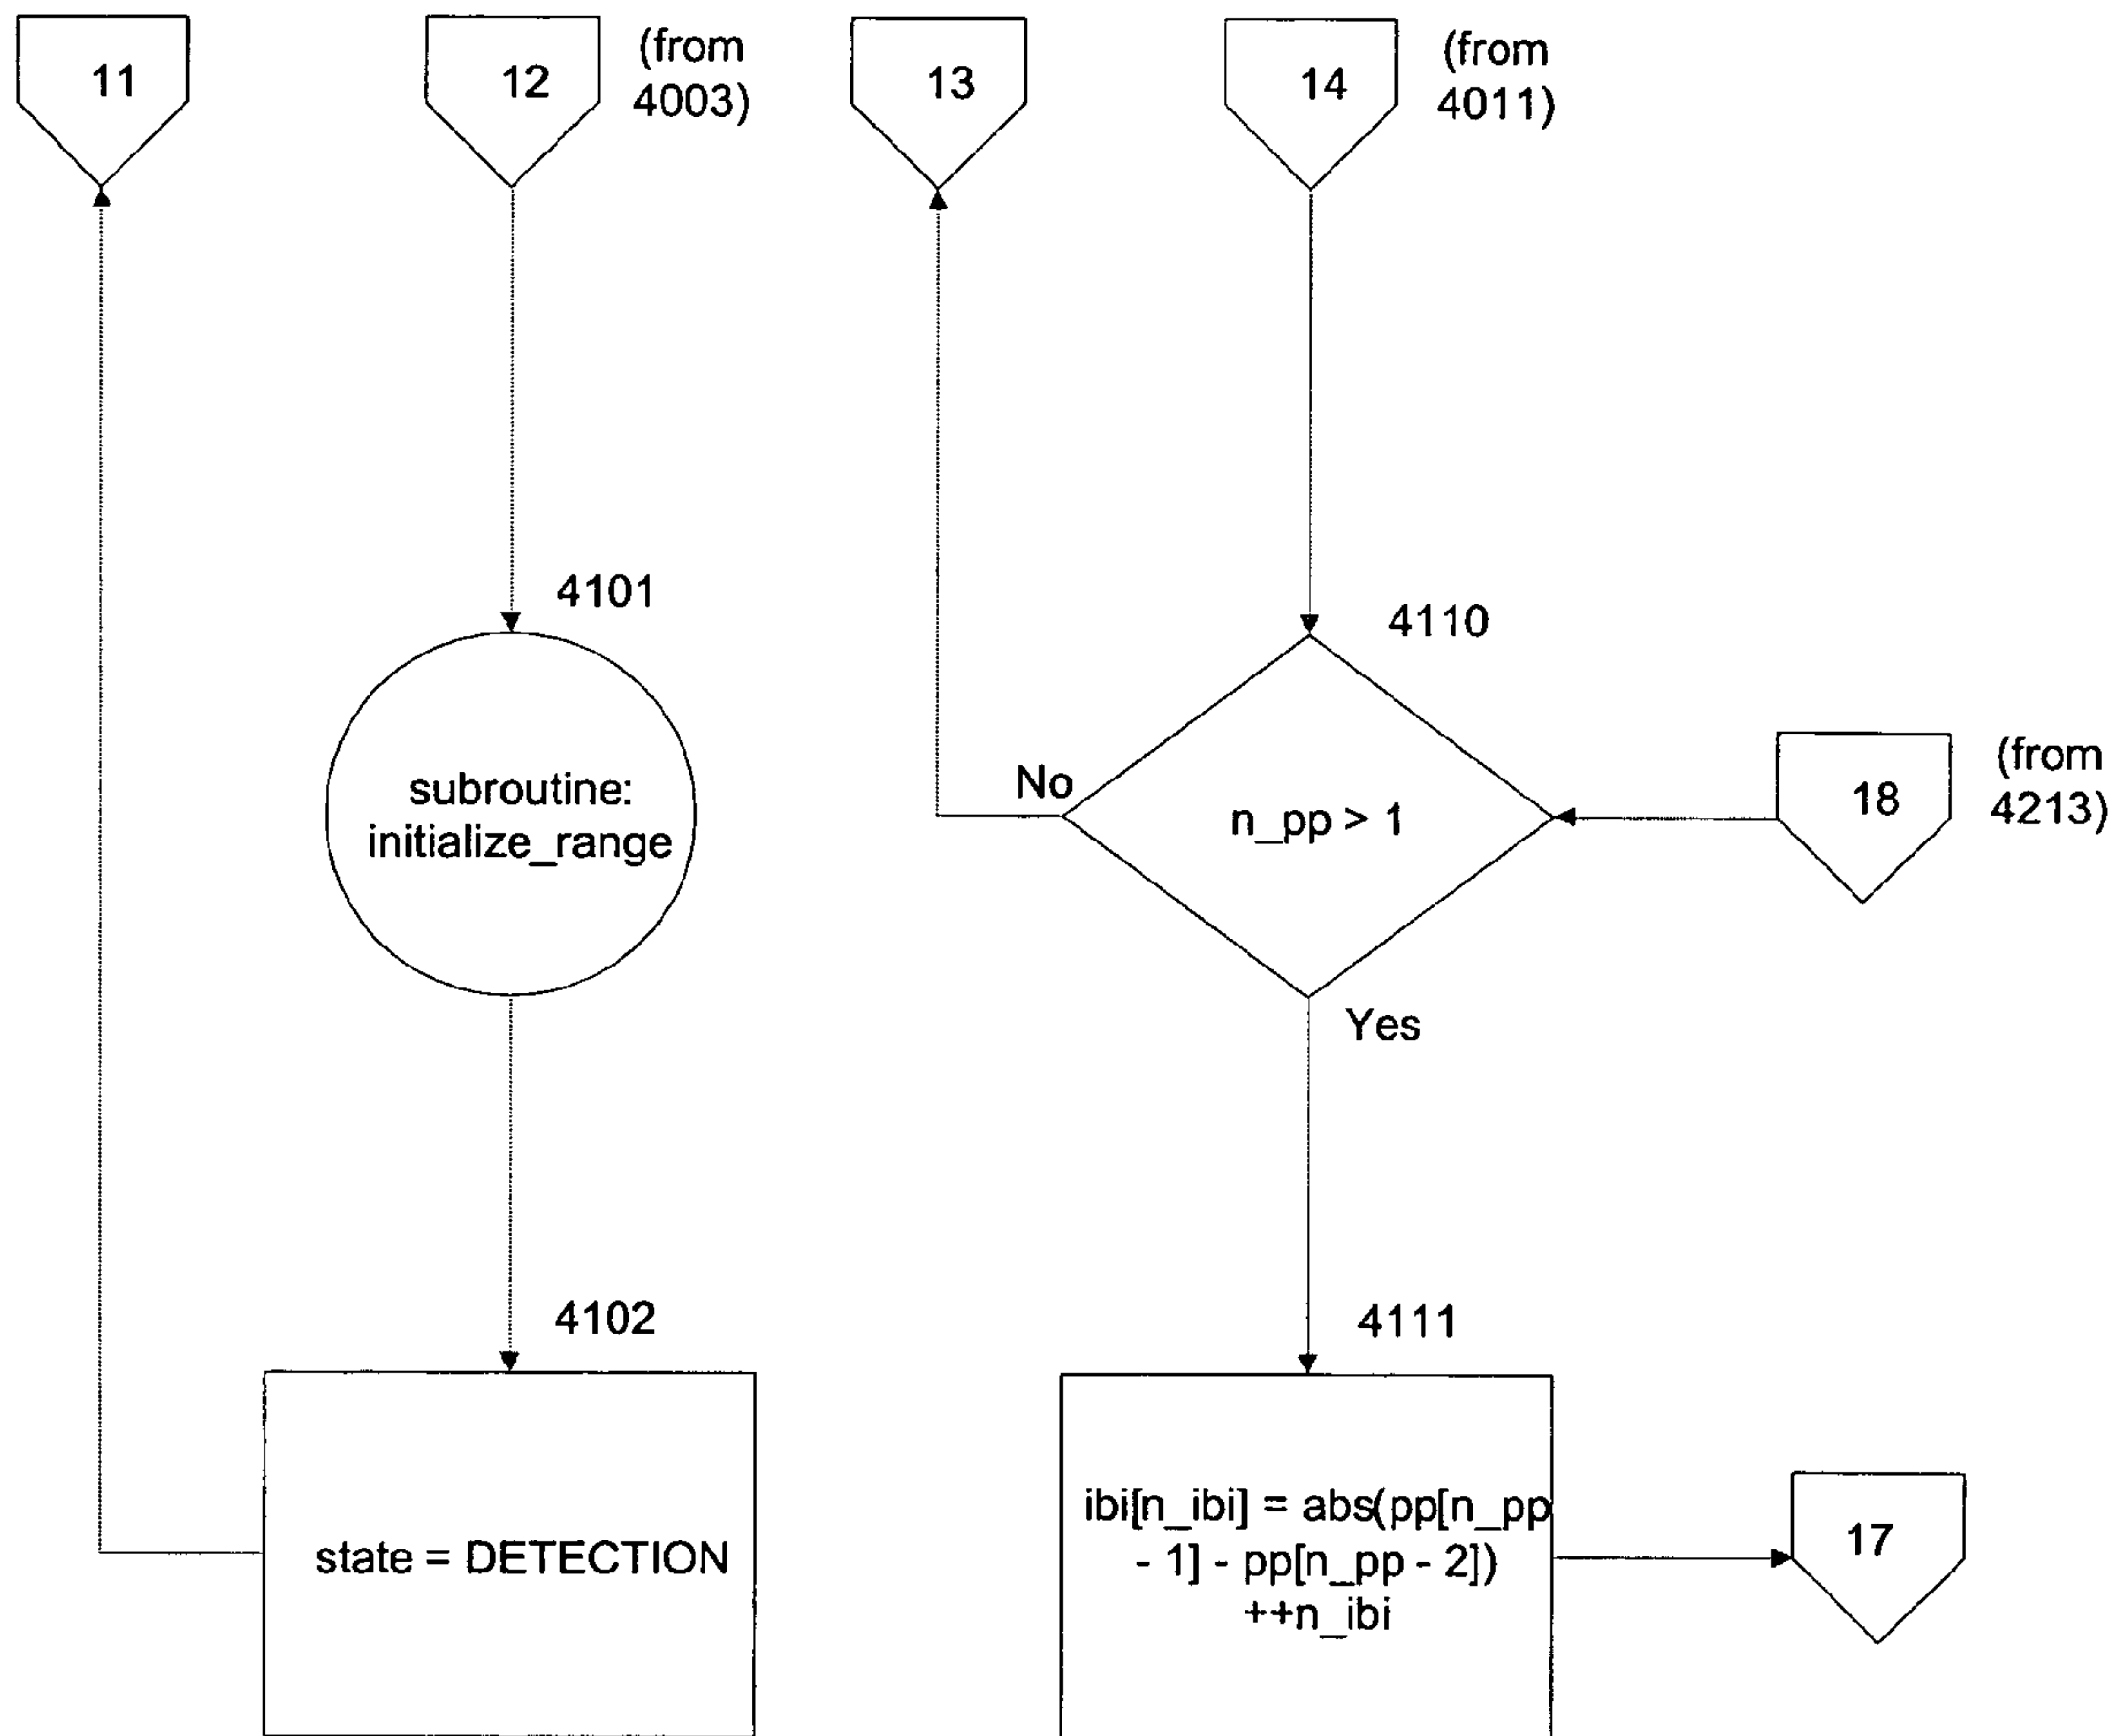 11
12
(from
4003)
13
14
(from
4011)
4101
subroutine:
initialize_range
4110
No
n_pp > 1
18
(from
4213)
Yes
4102
state = DETECTION
4111
ibi[n_ibi] = abs(pp[n_pp
- 1] - pp[n_pp - 2])
++n_ibi
17